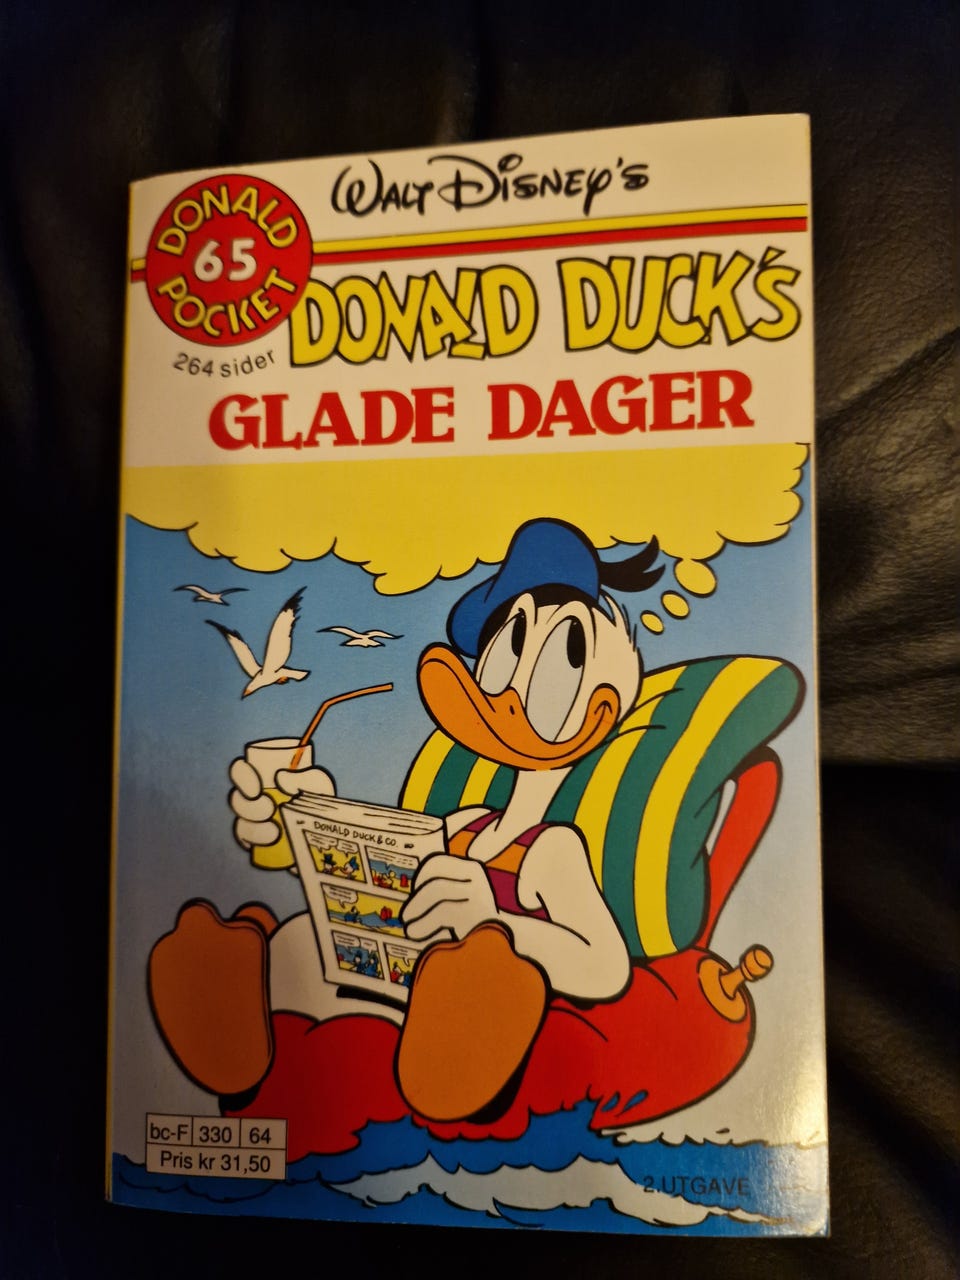 WALT DISNEY'S
DONALD
65
POCKET
264 sider
DONALD DUCK'S
GLADE DAGER
DONALD DUCK & CO.
bc-F 330 64
Pris kr 31,50
2.UTGAVE